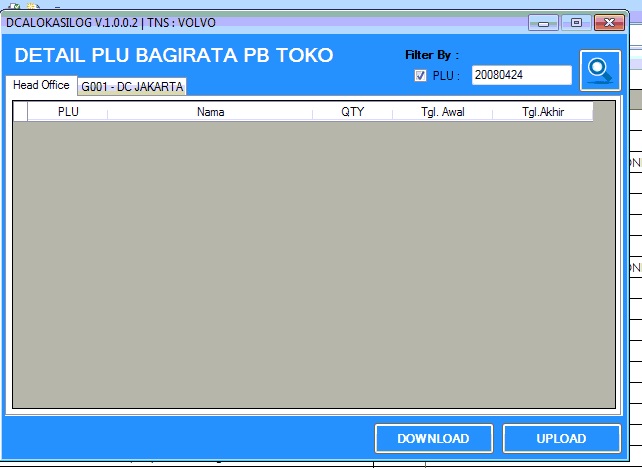 DCALOKASILOG V.1.0.0.2 | TNS : VOLVO
DETAIL PLU BAGIRATA PB TOKO
Filter By :
PLU : 20080424
Head Office
G001 - DC JAKARTA
PLU Nama QTY Tgl. Awal Tgl.Akhir
DOWNLOAD
UPLOAD